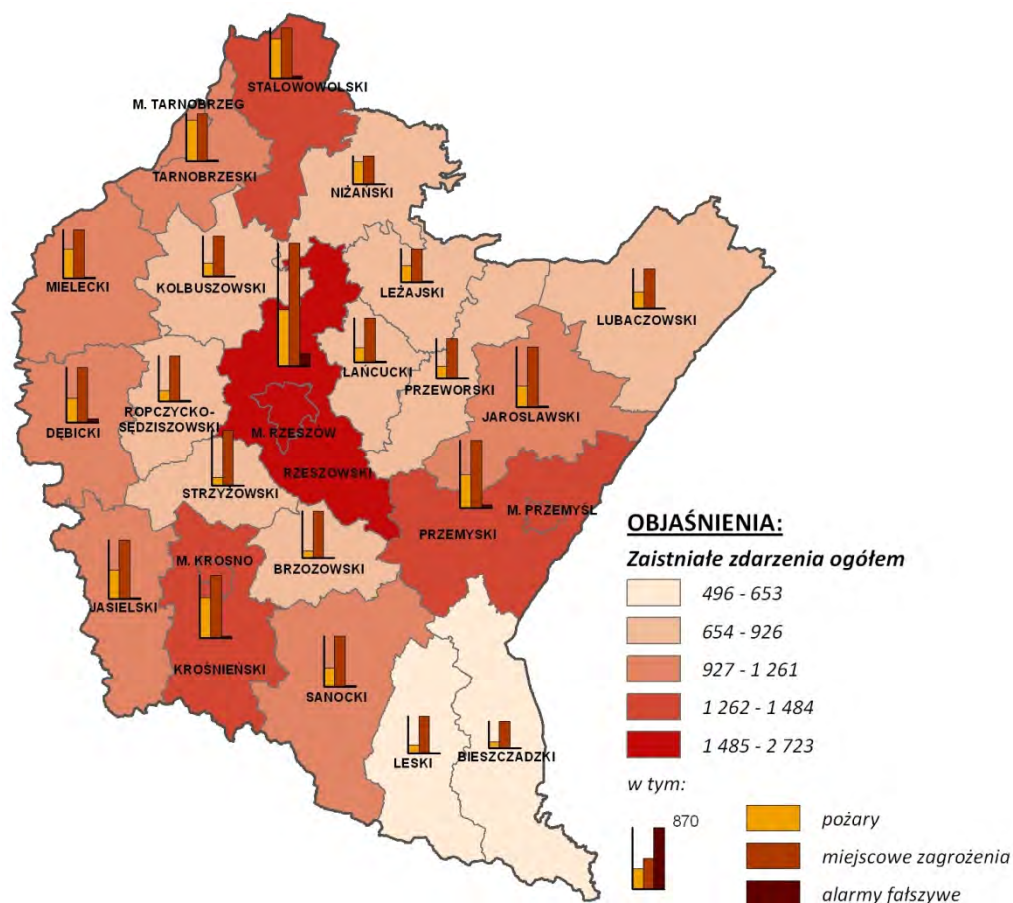 STALOWOWOLSKI
M. TARNOBRZEG
TARNOBRZESKI
NIŻAŃSKI
MIELECKI
KOLBUSZOWSKI
LEŻAJSKI
LUBACZOWSKI
ŁAŃCUCKI
PRZEWORSKI
JAROSŁAWSKI
DĘBICKI
ROPCZYCKO-
SĘDZISZOWSKI
M. RZESZÓW
RZESZOWSKI
STRZYŻOWSKI
M. PRZEMYŚL
PRZEMYSKI
BRZOZOWSKI
M. KROSNO
JASIELSKI
KROŚNIEŃSKI
SANOCKI
LESKI
BIESZCZADZKI
OBJAŚNIENIA:
Zaistniałe zdarzenia ogółem
496 - 653
654 - 926
927 - 1 261
1 262 - 1 484
1 485 - 2 723
w tym:
870
pożary
miejscowe zagrożenia
alarmy fałszywe